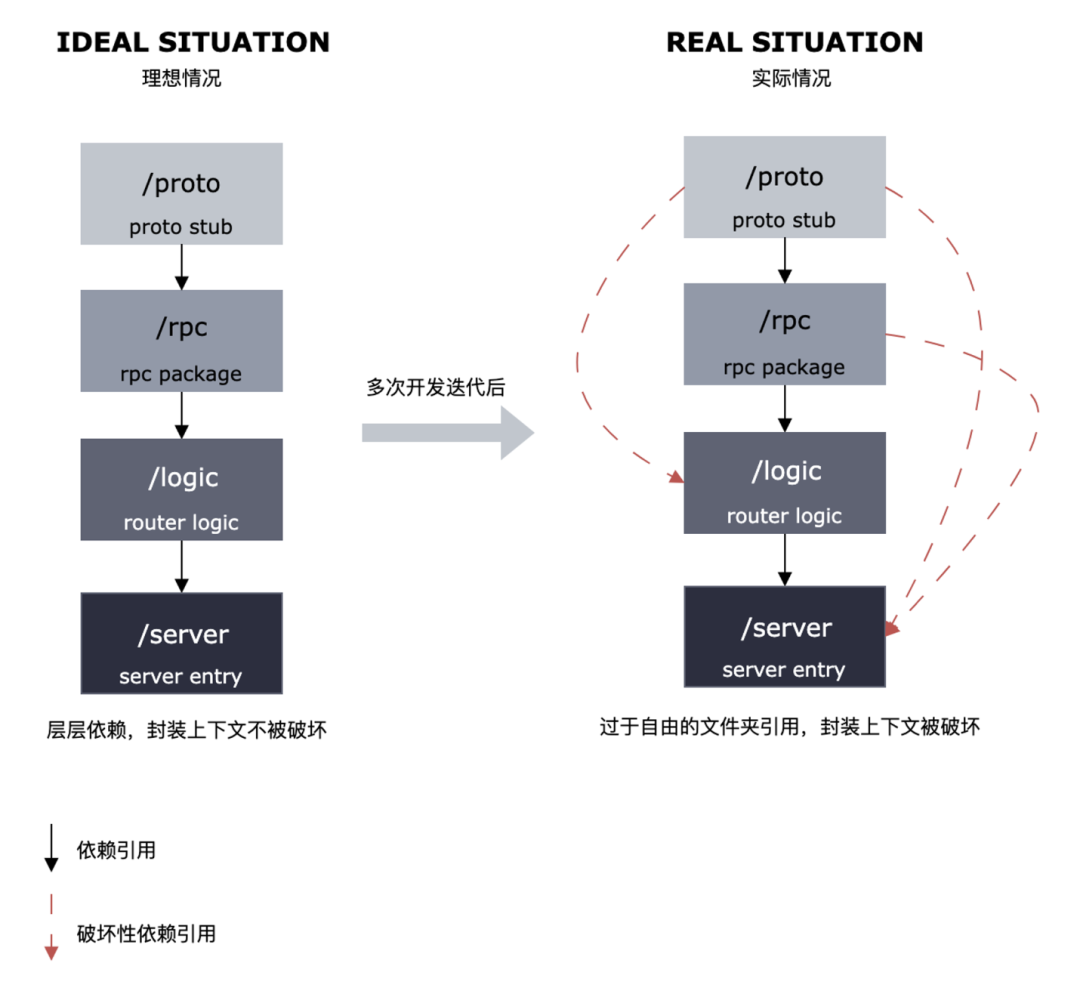 IDEAL SITUATION
理想情况
/proto
proto stub
/rpc
rpc package
/logic
router logic
/server
server entry
层层依赖，封装上下文不被破坏
多次开发迭代后
REAL SITUATION
实际情况
/proto
proto stub
/rpc
rpc package
/logic
router logic
/server
server entry
过于自由的文件夹引用，封装上下文被破坏
依赖引用
破坏性依赖引用